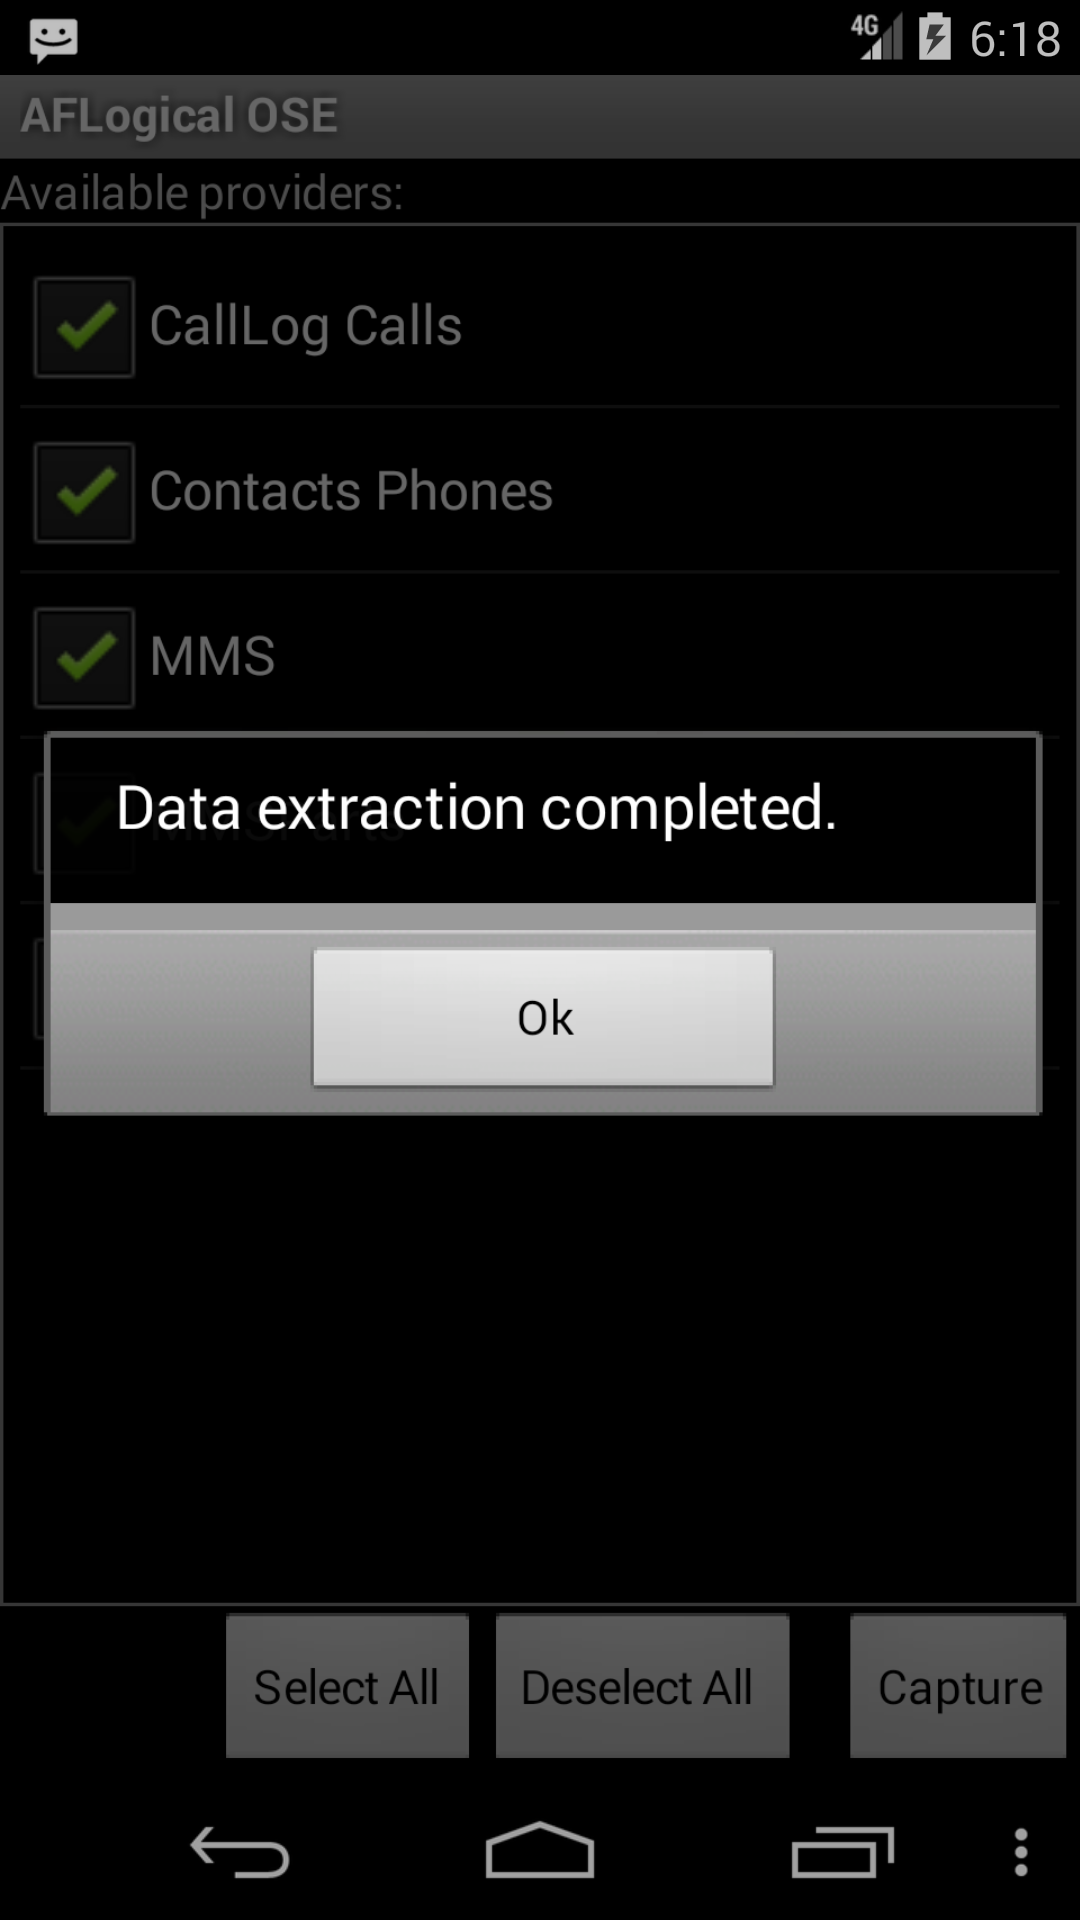 4G 6:18
AFLogical OSE
Available providers:
CallLog Calls
Contacts Phones
MMS
MMSParts
Data extraction completed.
Ok
Select All Deselect All Capture